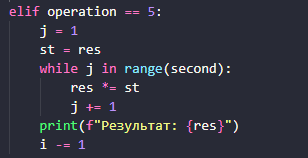 elif operation == 5:
    j = 1
    st = res
    while j in range(second):
        res *= st
        j += 1
    print(f"Результат: {res}")
    i -= 1